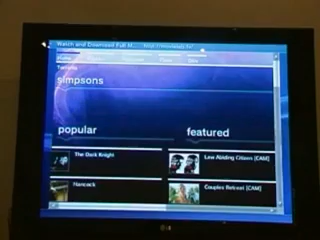 Watch and Download Full M...
Home
simpsons
popular
featured
The Dark Knight
Law Abiding Citizen [CAM]
Hancock
Couples Retreat [CAM]
LG